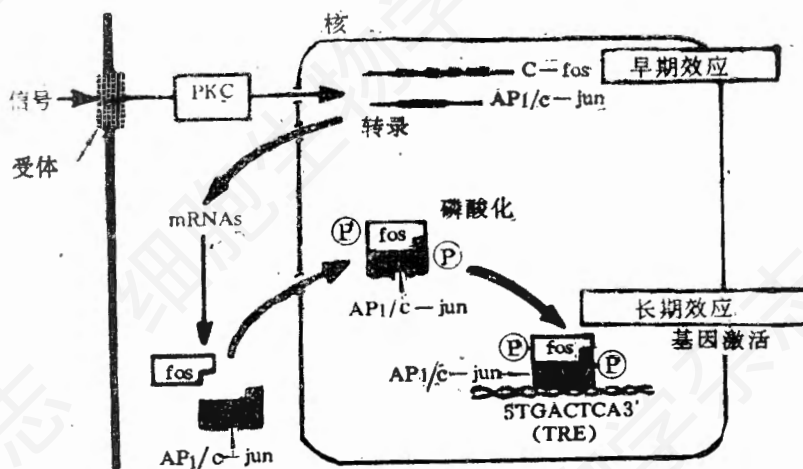 核
C－fos
早期效应
信号
PKC
AP1/c－jun
转录
受体
mRNAs
磷酸化
P
fos
P
AP1/c－jun
长期效应
基因激活
fos
P
fos
P
AP1/c－jun
5TGACTCA3'
(TRE)
AP1/c－jun